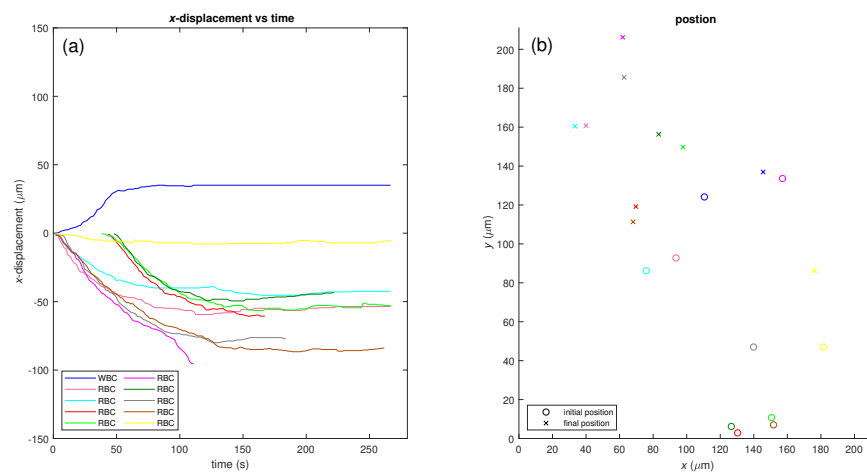 x-displacement vs time
(a)
150
100
50
0
-50
-100
-150
x-displacement (μm)
WBC RBC
RBC RBC
RBC RBC
RBC RBC
RBC RBC
0 50 100 150 200 250
time (s)
postion
(b)
200
180
160
140
120
100
80
60
40
20
0
y (μm)
initial position
final position
0 20 40 60 80 100 120 140 160 180 200
x (μm)